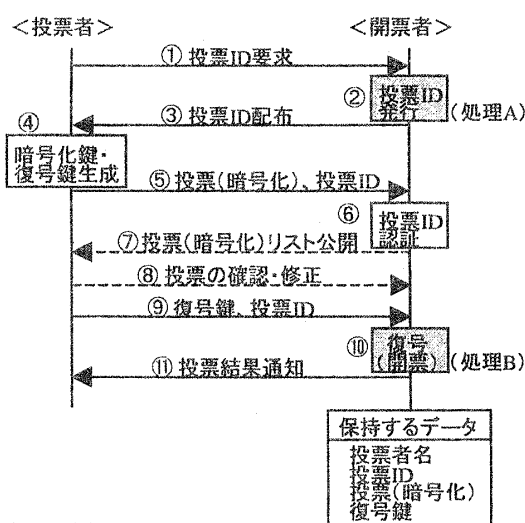 <投票者>
<開票者>
① 投票ID要求
② 投票ID
発行
(処理A)
③ 投票ID配布
④
暗号化鍵・
復号鍵生成
⑤ 投票(暗号化)、投票ID
⑥ 投票ID
認証
⑦投票(暗号化)リスト公開
⑧ 投票の確認・修正
⑨ 復号鍵、投票ID
⑩ 復号
(開票)
(処理B)
⑪ 投票結果通知
保持するデータ
投票者名
投票ID
投票(暗号化)
復号鍵